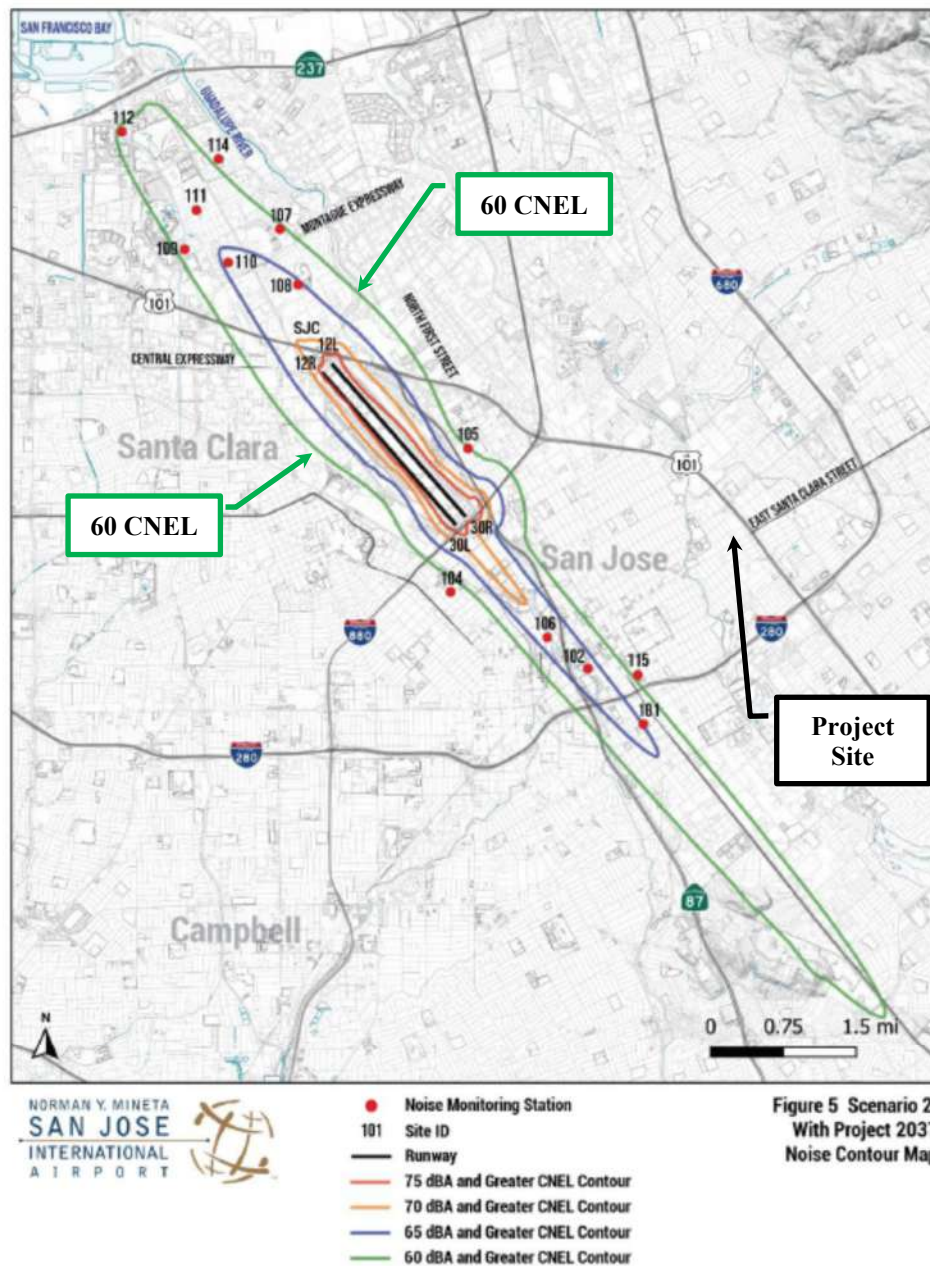 SAN FRANCISCO BAY
237
GUADALUPE RIVER
112
114
111
107
MONTAGUE EXPRESSWAY
60 CNEL
109
110
108
101
680
NORTH FIRST STREET
SJC
12L
12R
CENTRAL EXPRESSWAY
Santa Clara
105
101
EAST SANTA CLARA STREET
60 CNEL
30R
30L
San Jose
104
106
880
280
102
115
181
Project
Site
280
87
Campbell
N
0 0.75 1.5 mi
NORMAN Y. MINETA
SAN JOSE
INTERNATIONAL
AIRPORT
Noise Monitoring Station
101 Site ID
Runway
75 dBA and Greater CNEL Contour
70 dBA and Greater CNEL Contour
65 dBA and Greater CNEL Contour
60 dBA and Greater CNEL Contour
Figure 5 Scenario 2
With Project 2037
Noise Contour Map